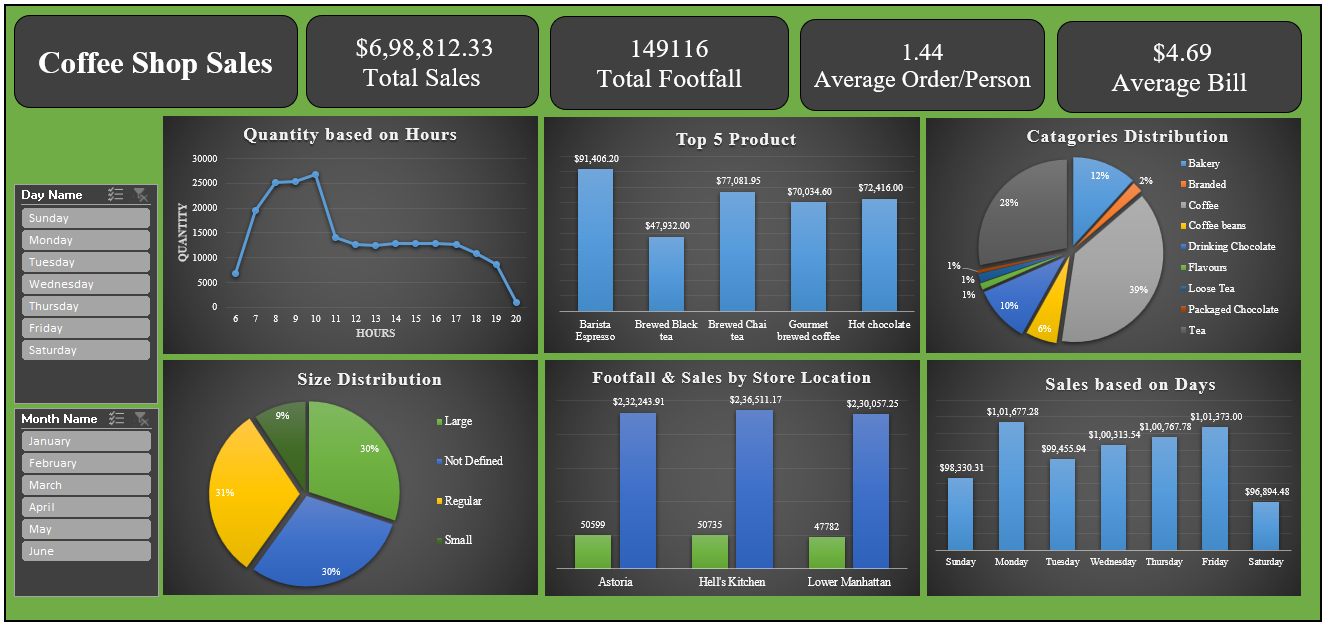 Coffee Shop Sales
$6,98,812.33
Total Sales
149116
Total Footfall
1.44
Average Order/Person
$4.69
Average Bill
Day Name
Sunday
Monday
Tuesday
Wednesday
Thursday
Friday
Saturday
Month Name
January
February
March
April
May
June
Quantity based on Hours
QUANTITY
30000
25000
20000
15000
10000
5000
0
6 7 8 9 10 11 12 13 14 15 16 17 18 19 20
HOURS
Top 5 Product
$91,406.20
$47,932.00
$77,081.95
$70,034.60
$72,416.00
Barista
Espresso
Brewed Black
tea
Brewed Chai
tea
Gourmet
brewed coffee
Hot chocolate
Catagories Distribution
12%
2%
39%
6%
10%
1%
1%
1%
28%
Bakery
Branded
Coffee
Coffee beans
Drinking Chocolate
Flavours
Loose Tea
Packaged Chocolate
Tea
Size Distribution
30%
30%
31%
9%
Large
Not Defined
Regular
Small
Footfall & Sales by Store Location
$2,32,243.91
$2,36,511.17
$2,30,057.25
50599
50735
47782
Astoria
Hell's Kitchen
Lower Manhattan
Sales based on Days
$98,330.31
$1,01,677.28
$99,455.94
$1,00,313.54
$1,00,767.78
$1,01,373.00
$96,894.48
Sunday
Monday
Tuesday
Wednesday
Thursday
Friday
Saturday